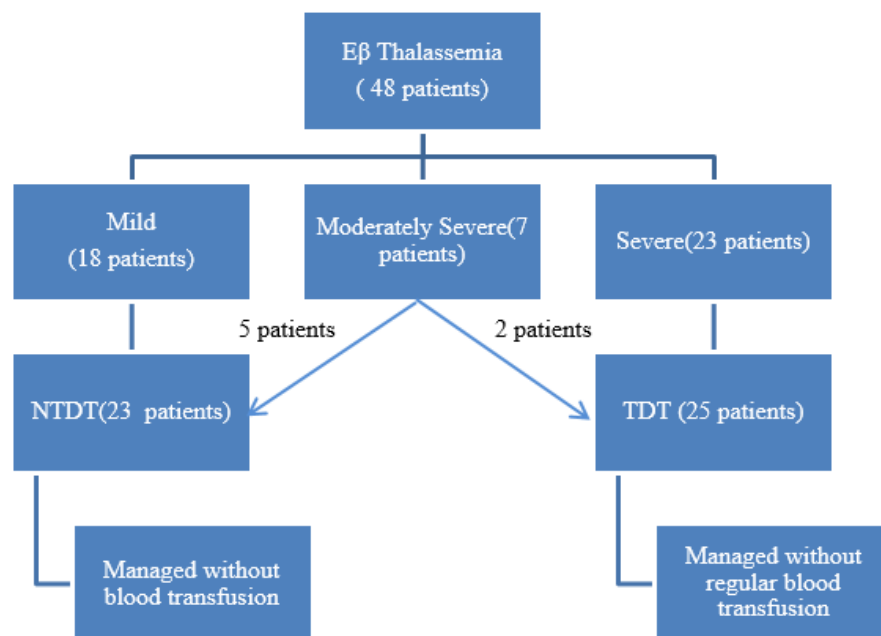 Eβ Thalassemia
( 48 patients)
Mild
(18 patients)
Moderately Severe(7
patients)
Severe(23 patients)
5 patients
2 patients
NTDT(23 patients)
TDT (25 patients)
Managed without
blood transfusion
Managed without
regular blood
transfusion